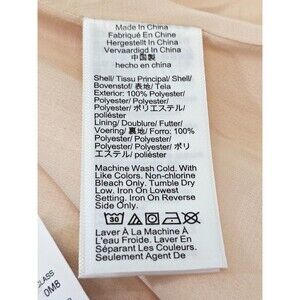 Made In China
Fabriqué En Chine
Hergestellt In China
Vervaardigd In China
中国製
hecho en china
Shell/ Tissu Principal/ Shell/
Bovenstof/ 表地/ Tela
Exterior: 100% Polyester/
Polyester/ Polyester/
Polyester/ ポリエステル/
poliéster
Lining/ Doublure/ Futter/
Voering/ 裏地/ Forro: 100%
Polyester/ Polyester/
Polyester/ Polyester/ ポリ
エステル/ poliéster
Machine Wash Cold. With
Like Colors. Non-chlorine
Bleach Only. Tumble Dry
Low. Iron On Lowest
Setting. Iron On Reverse
Side Only.
30
Laver À La Machine À
L'eau Froide. Laver En
Séparant Les Couleurs.
Seulement Agent De
GLASS
0M8